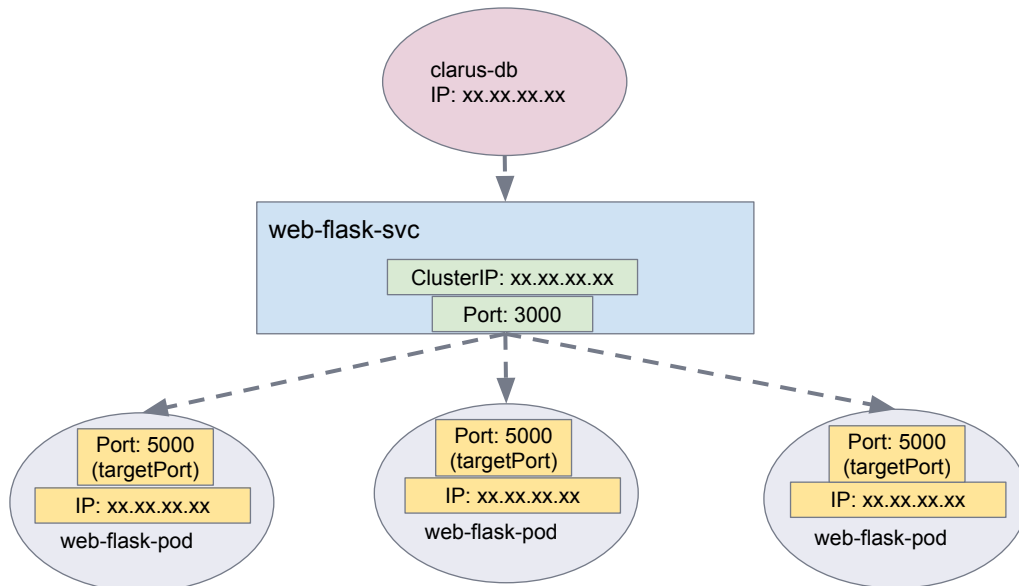 clarus-db
IP: xx.xx.xx.xx
web-flask-svc
ClusterIP: xx.xx.xx.xx
Port: 3000
Port: 5000
(targetPort)
IP: xx.xx.xx.xx
web-flask-pod
Port: 5000
(targetPort)
IP: xx.xx.xx.xx
web-flask-pod
Port: 5000
(targetPort)
IP: xx.xx.xx.xx
web-flask-pod